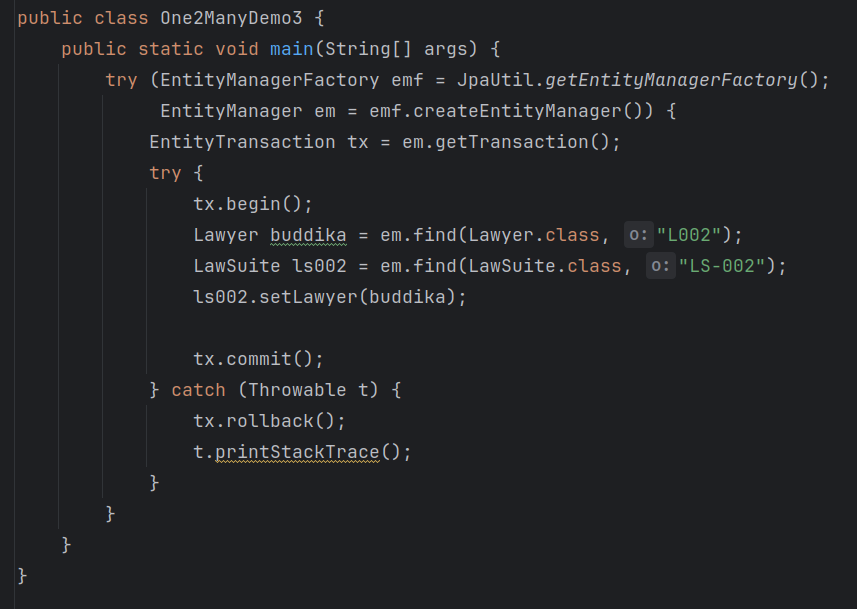 public class One2ManyDemo3 {
    public static void main(String[] args) {
        try (EntityManagerFactory emf = JpaUtil.getEntityManagerFactory();
             EntityManager em = emf.createEntityManager()) {
            EntityTransaction tx = em.getTransaction();
            try {
                tx.begin();
                Lawyer buddika = em.find(Lawyer.class, o: "L002");
                LawSuite ls002 = em.find(LawSuite.class, o: "LS-002");
                ls002.setLawyer(buddika);

                tx.commit();
            } catch (Throwable t) {
                tx.rollback();
                t.printStackTrace();
            }
        }
    }
}